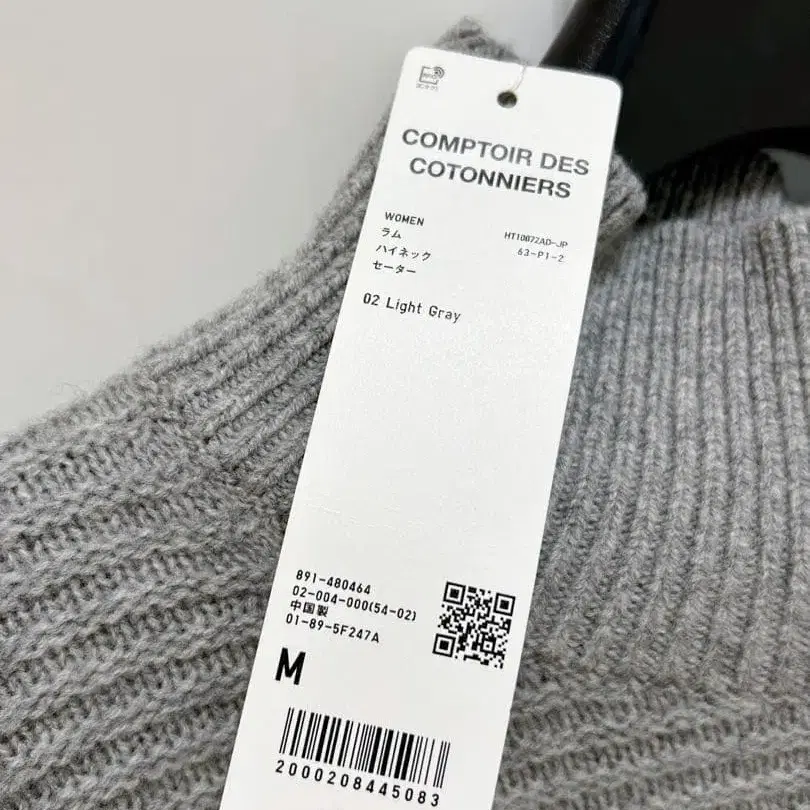 COMPTOIR DES
COTONNIERS
WOMEN
ラム
ハイネック
セーター
HT10072AD-JP
63-P1-2
02 Light Gray
891-480464
02-004-000(54-02)
中国製
01-89-5F247A
M
2000208445083